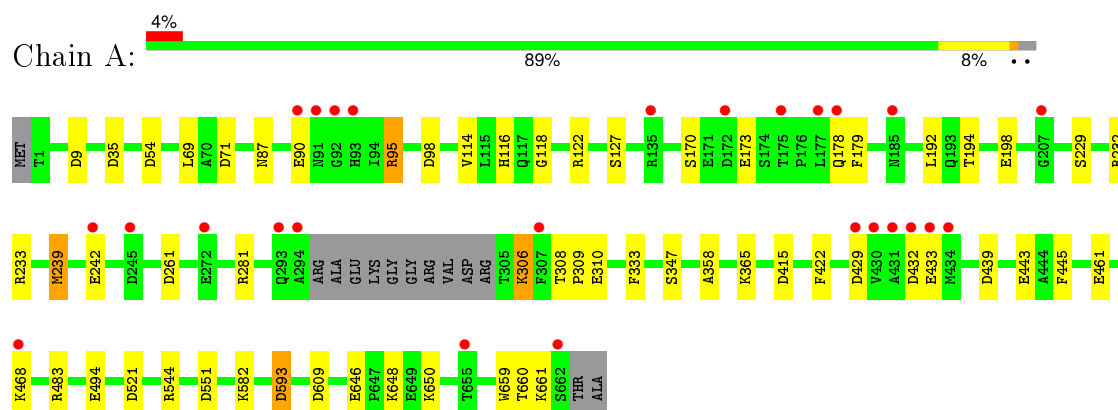 4%
Chain A:
89% 8% • •
MET T1 D9 D35 D54 L69 A70 D71 N87 E90 N91 G92 H93 I94 R95 D98 V114 L115 H116 Q117 G118 R122 S127 R135 S170 E171 D172 E173 S174 T175 P176 L177 Q178 F179 N185 L192 Q193 T194 E198 G207 S229 R232
R233 M239 E242 D245 D261 E272 R281 Q293 A294 ARG ALA GLU LYS GLY GLY ARG VAL ASP ARG T305 K306 F307 T308 P309 E310 F333 S347 A358 K365 D415 F422 D429 V430 A431 D432 E433 M434 D439 E443 A444 F445 E461
K468 R483 E494 D521 R544 D551 K582 D593 D609 E646 P647 K648 E649 K650 T655 W659 T660 K661 S662 THR ALA